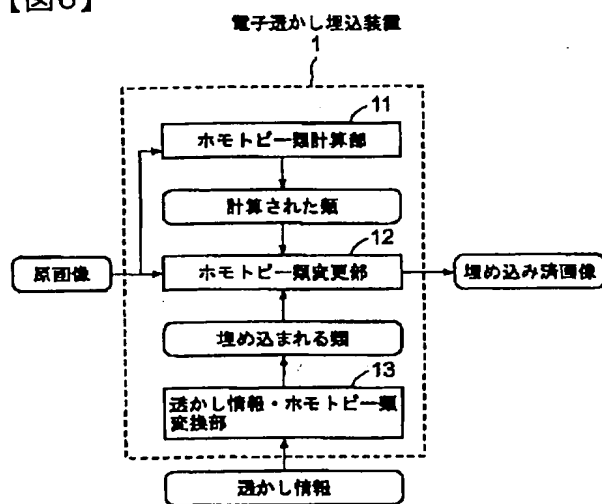 【図6】
電子透かし埋込装置
1
11
ホモトピー類計算部
計算された類
12
原画像
ホモトピー類変更部
埋め込み済画像
埋め込まれる類
13
透かし情報・ホモトピー類
変換部
透かし情報